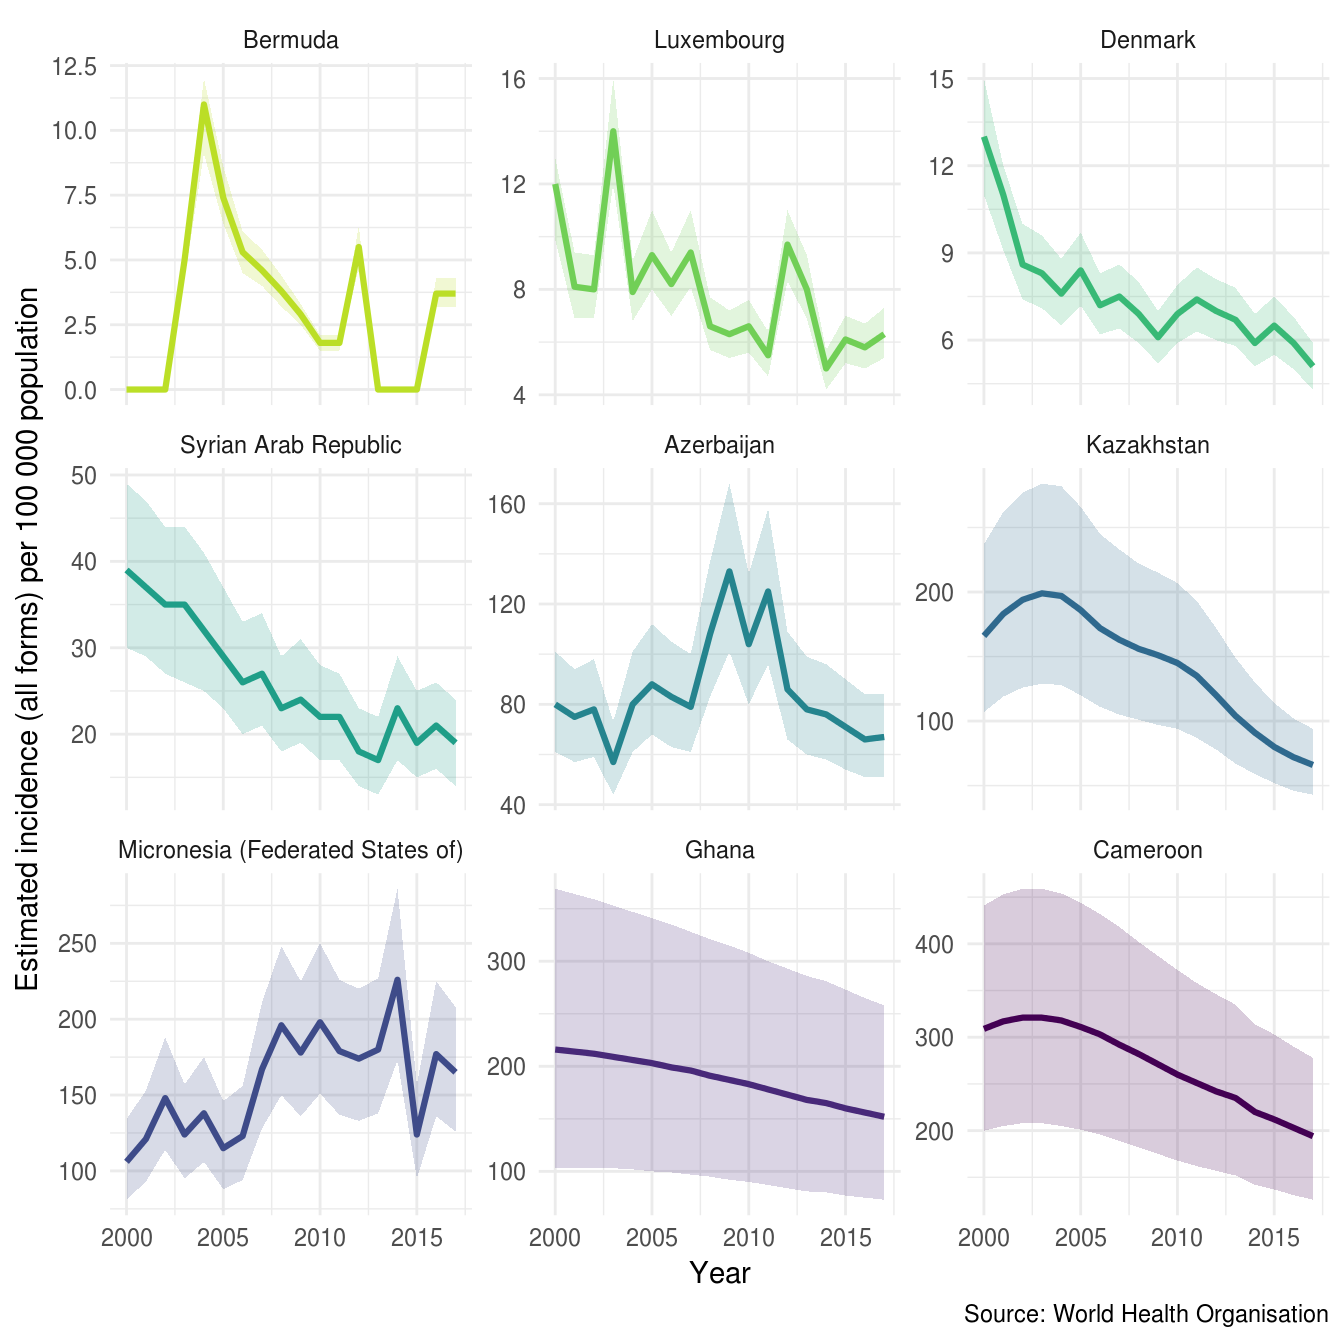 Bermuda
Luxembourg
Denmark
12.5
10.0
7.5
5.0
2.5
0.0
16
12
8
4
15
12
9
6
Syrian Arab Republic
Azerbaijan
Kazakhstan
50
40
30
20
160
120
80
40
200
100
Micronesia (Federated States of)
Ghana
Cameroon
250
200
150
100
300
200
100
400
300
200
2000 2005 2010 2015
2000 2005 2010 2015
2000 2005 2010 2015
Estimated incidence (all forms) per 100 000 population
Year
Source: World Health Organisation